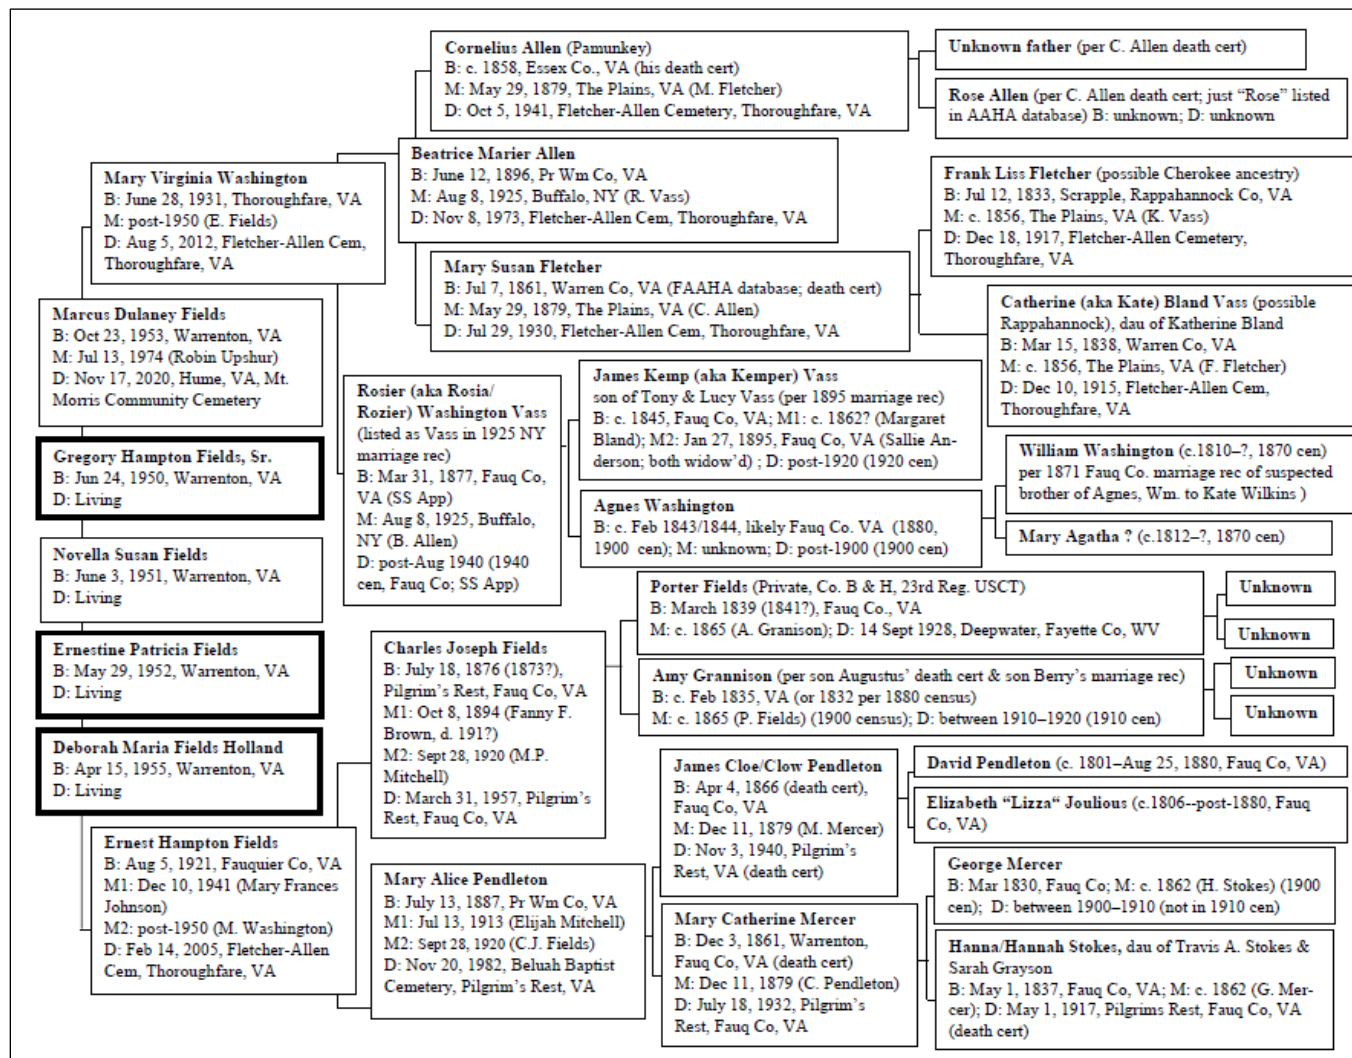 Cornelius Allen (Pamunkey)
B: c. 1858, Essex Co., VA (his death cert)
M: May 29, 1879, The Plains, VA (M. Fletcher)
D: Oct 5, 1941, Fletcher-Allen Cemetery, Thoroughfare, VA
Unknown father (per C. Allen death cert)
Rose Allen (per C. Allen death cert; just “Rose” listed
in AAHA database) B: unknown; D: unknown
Beatrice Marier Allen
B: June 12, 1896, Pr Wm Co, VA
M: Aug 8, 1925, Buffalo, NY (R. Vass)
D: Nov 8, 1973, Fletcher-Allen Cem, Thoroughfare, VA
Mary Virginia Washington
B: June 28, 1931, Thoroughfare, VA
M: post-1950 (E. Fields)
D: Aug 5, 2012, Fletcher-Allen Cem,
Thoroughfare, VA
Frank Liss Fletcher (possible Cherokee ancestry)
B: Jul 12, 1833, Scrapple, Rappahannock Co, VA
M: c. 1856, The Plains, VA (K. Vass)
D: Dec 18, 1917, Fletcher-Allen Cemetery,
Thoroughfare, VA
Mary Susan Fletcher
B: Jul 7, 1861, Warren Co, VA (FAAHA database; death cert)
M: May 29, 1879, The Plains, VA (C. Allen)
D: Jul 29, 1930, Fletcher-Allen Cem, Thoroughfare, VA
Catherine (aka Kate) Bland Vass (possible
Rappahannock), dau of Katherine Bland
B: Mar 15, 1838, Warren Co, VA
M: c. 1856, The Plains, VA (F. Fletcher)
D: Dec 10, 1915, Fletcher-Allen Cem,
Thoroughfare, VA
Marcus Dulaney Fields
B: Oct 23, 1953, Warrenton, VA
M: Jul 13, 1974 (Robin Upshur)
D: Nov 17, 2020, Hume, VA, Mt.
Morris Community Cemetery
Rosier (aka Rosia/
Rozier) Washington Vass
(listed as Vass in 1925 NY
marriage rec)
B: Mar 31, 1877, Fauq Co,
VA (SS App)
M: Aug 8, 1925, Buffalo,
NY (B. Allen)
D: post-Aug 1940 (1940
cen, Fauq Co; SS App)
James Kemp (aka Kemper) Vass
son of Tony & Lucy Vass (per 1895 marriage rec)
B: c. 1845, Fauq Co, VA; M1: c. 1862? (Margaret
Bland); M2: Jan 27, 1895, Fauq Co, VA (Sallie An-
derson; both widow’d) ; D: post-1920 (1920 cen)
William Washington (c.1810–?, 1870 cen)
per 1871 Fauq Co. marriage rec of suspected
brother of Agnes, Wm. to Kate Wilkins )
Agnes Washington
B: c. Feb 1843/1844, likely Fauq Co. VA (1880,
1900 cen); M: unknown; D: post-1900 (1900 cen)
Mary Agatha ? (c.1812–?, 1870 cen)
Gregory Hampton Fields, Sr.
B: Jun 24, 1950, Warrenton, VA
D: Living
Novella Susan Fields
B: June 3, 1951, Warrenton, VA
D: Living
Ernestine Patricia Fields
B: May 29, 1952, Warrenton, VA
D: Living
Deborah Maria Fields Holland
B: Apr 15, 1955, Warrenton, VA
D: Living
Porter Fields (Private, Co. B & H, 23rd Reg. USCT)
B: March 1839 (1841?), Fauq Co., VA
M: c. 1865 (A. Granison); D: 14 Sept 1928, Deepwater, Fayette Co, WV
Unknown
Unknown
Charles Joseph Fields
B: July 18, 1876 (1873?),
Pilgrim’s Rest, Fauq Co, VA
M1: Oct 8, 1894 (Fanny F.
Brown, d. 191?)
M2: Sept 28, 1920 (M.P.
Mitchell)
D: March 31, 1957, Pilgrim’s
Rest, Fauq Co, VA
Amy Grannison (per son Augustus’ death cert & son Berry’s marriage rec)
B: c. Feb 1835, VA (or 1832 per 1880 census)
M: c. 1865 (P. Fields) (1900 census); D: between 1910–1920 (1910 cen)
Unknown
Unknown
James Cloe/Clow Pendleton
B: Apr 4, 1866 (death cert),
Fauq Co, VA
M: Dec 11, 1879 (M. Mercer)
D: Nov 3, 1940, Pilgrim’s
Rest, VA (death cert)
David Pendleton (c. 1801–Aug 25, 1880, Fauq Co, VA)
Elizabeth “Lizza” Joulious (c.1806--post-1880, Fauq
Co, VA)
Ernest Hampton Fields
B: Aug 5, 1921, Fauquier Co, VA
M1: Dec 10, 1941 (Mary Frances
Johnson)
M2: post-1950 (M. Washington)
D: Feb 14, 2005, Fletcher-Allen
Cem, Thoroughfare, VA
Mary Alice Pendleton
B: July 13, 1887, Pr Wm Co, VA
M1: Jul 13, 1913 (Elijah Mitchell)
M2: Sept 28, 1920 (C.J. Fields)
D: Nov 20, 1982, Beluah Baptist
Cemetery, Pilgrim’s Rest, VA
Mary Catherine Mercer
B: Dec 3, 1861, Warrenton,
Fauq Co, VA (death cert)
M: Dec 11, 1879 (C. Pendleton)
D: July 18, 1932, Pilgrim’s
Rest, Fauq Co, VA
George Mercer
B: Mar 1830, Fauq Co; M: c. 1862 (H. Stokes) (1900
cen); D: between 1900–1910 (not in 1910 cen)
Hanna/Hannah Stokes, dau of Travis A. Stokes &
Sarah Grayson
B: May 1, 1837, Fauq Co, VA; M: c. 1862 (G. Mer-
cer); D: May 1, 1917, Pilgrims Rest, Fauq Co, VA
(death cert)